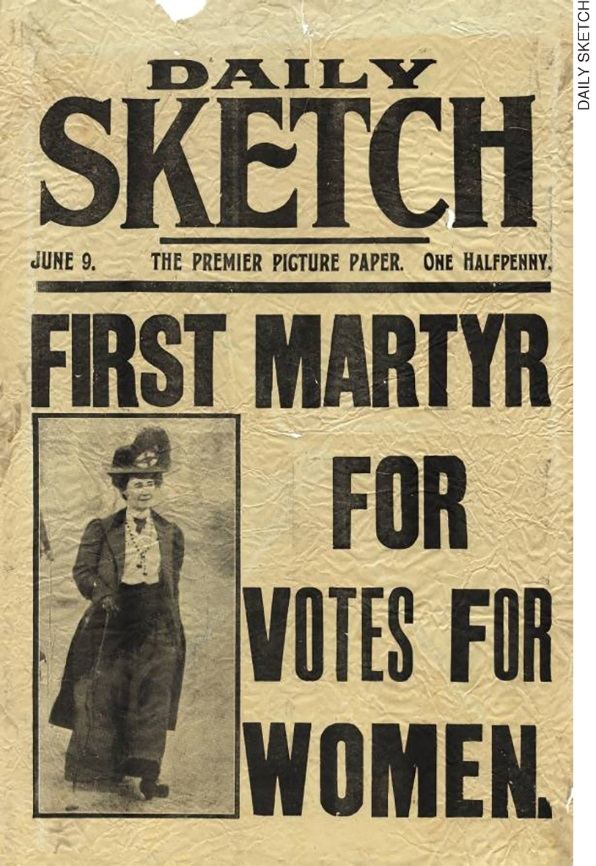 DAILY
SKETCH
JUNE 9. THE PREMIER PICTURE PAPER. ONE HALFPENNY.
FIRST MARTYR
FOR
VOTES FOR
WOMEN.
DAILY SKETCH